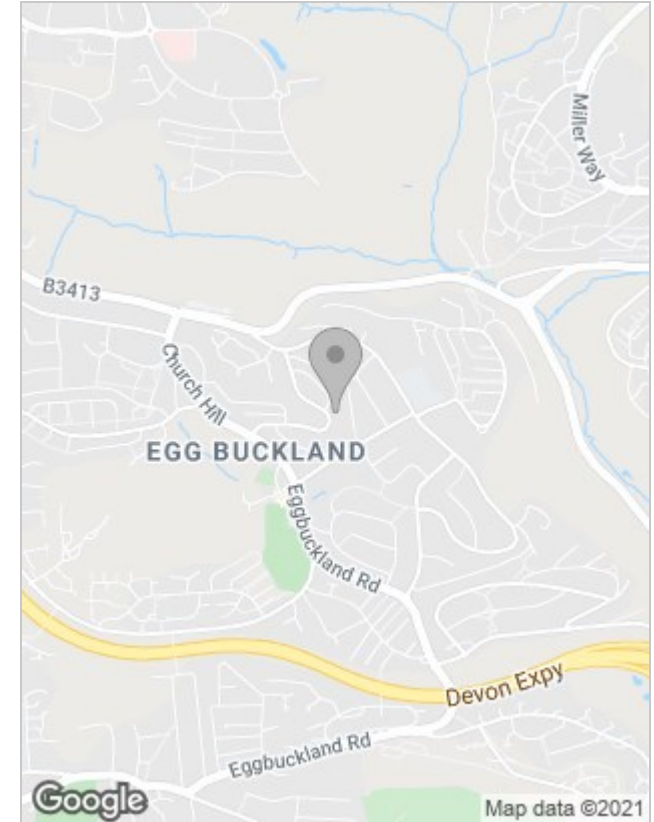 Miller Way
B3413
Church Hill
EGG BUCKLAND
Eggbuckland Rd
Devon Expy
Eggbuckland Rd
Google
Map data ©2021